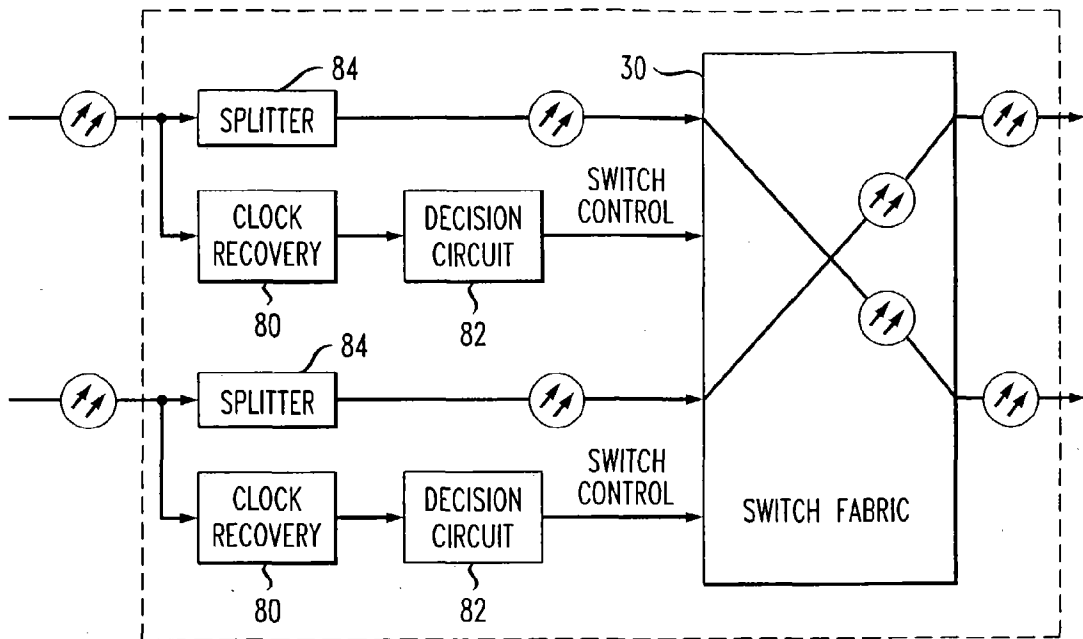 84
30
SPLITTER
SWITCH
CONTROL
CLOCK
RECOVERY
DECISION
CIRCUIT
80
82
84
SPLITTER
SWITCH
CONTROL
CLOCK
RECOVERY
DECISION
CIRCUIT
SWITCH FABRIC
80
82